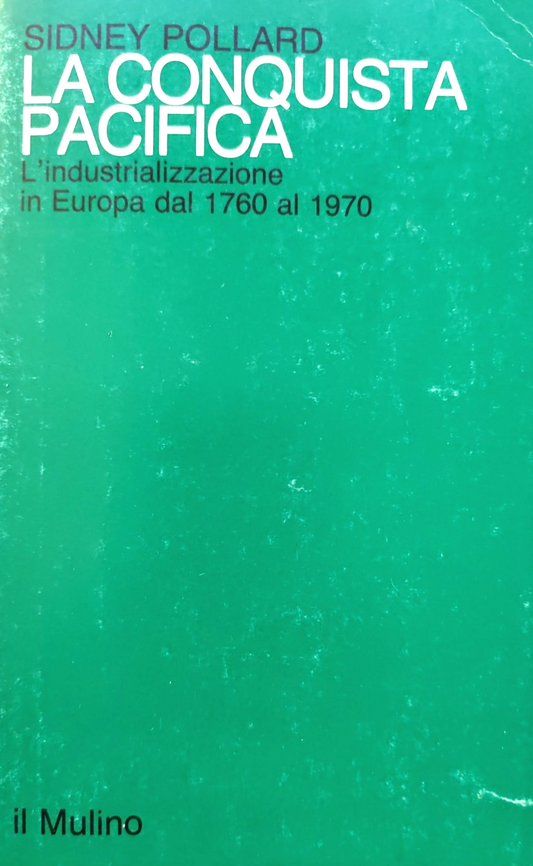 SIDNEY POLLARD
LA CONQUISTA
PACIFICA
L'industrializzazione
in Europa dal 1760 al 1970
il Mulino